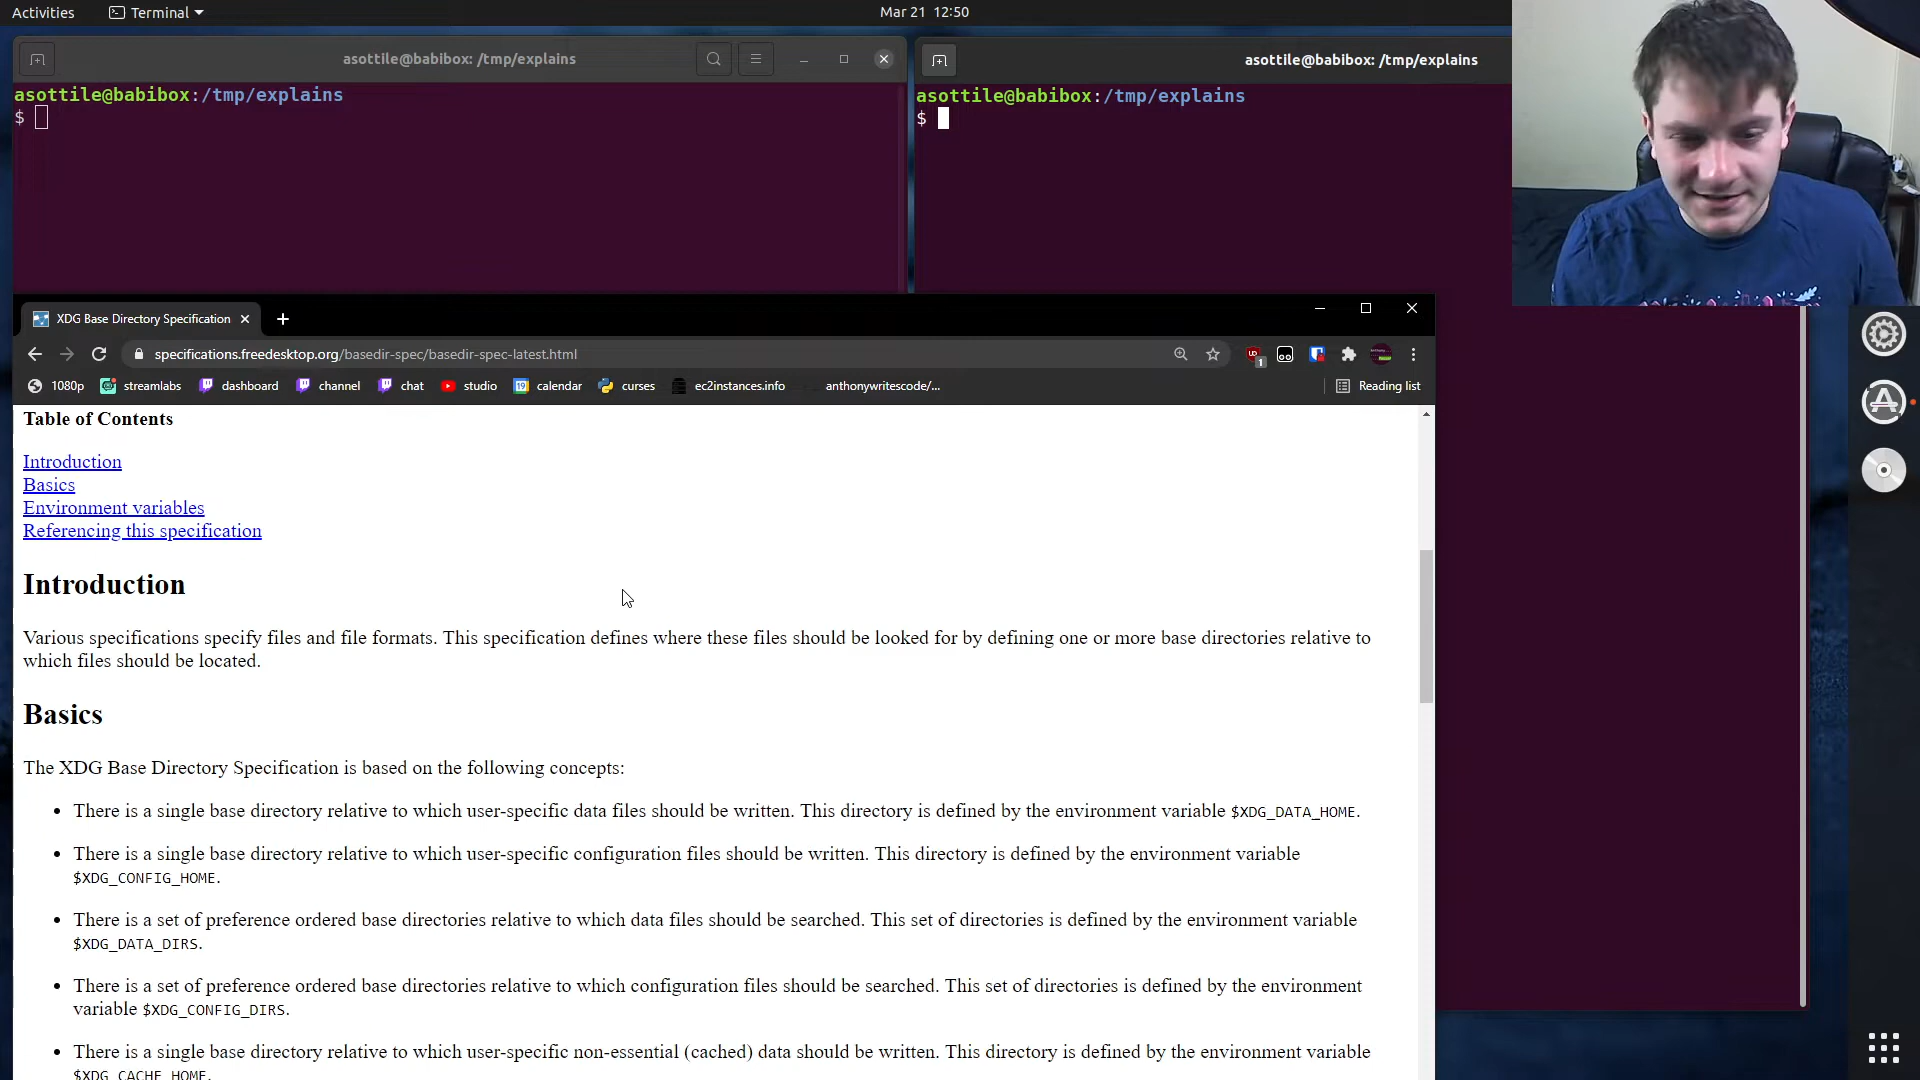 Activities
Terminal
Mar 21 12:50
asottile@babibox: /tmp/explains
asottile@babibox:/tmp/explains
$
asottile@babibox: /tmp/explains
asottile@babibox:/tmp/explains
$
XDG Base Directory Specification
specifications.freedesktop.org/basedir-spec/basedir-spec-latest.html
1080p streamlabs dashboard channel chat studio calendar curses ec2instances.info anthonywritescode/... Reading list
Table of Contents
Introduction
Basics
Environment variables
Referencing this specification
Introduction
Various specifications specify files and file formats. This specification defines where these files should be looked for by defining one or more base directories relative to
which files should be located.
Basics
The XDG Base Directory Specification is based on the following concepts:
• There is a single base directory relative to which user-specific data files should be written. This directory is defined by the environment variable $XDG_DATA_HOME.
• There is a single base directory relative to which user-specific configuration files should be written. This directory is defined by the environment variable
$XDG_CONFIG_HOME.
• There is a set of preference ordered base directories relative to which data files should be searched. This set of directories is defined by the environment variable
$XDG_DATA_DIRS.
• There is a set of preference ordered base directories relative to which configuration files should be searched. This set of directories is defined by the environment
variable $XDG_CONFIG_DIRS.
• There is a single base directory relative to which user-specific non-essential (cached) data should be written. This directory is defined by the environment variable
$XDG_CACHE_HOME.